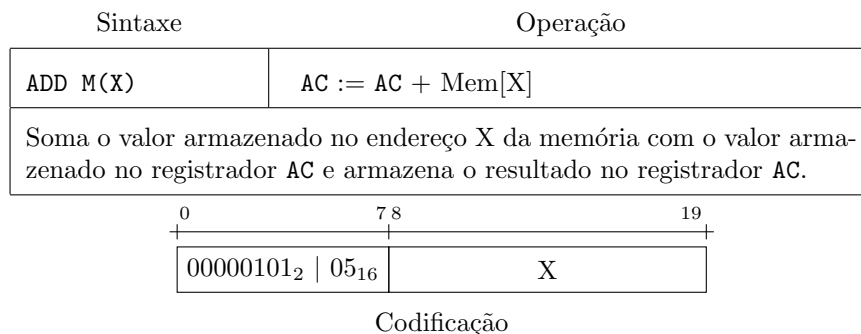 Sintaxe Operação
ADD M(X) AC := AC + Mem[X]
Soma o valor armazenado no endereço X da memória com o valor arma-
zenado no registrador AC e armazena o resultado no registrador AC.
0 7 8 19
00000101₂ | 05₁₆ X
Codificação